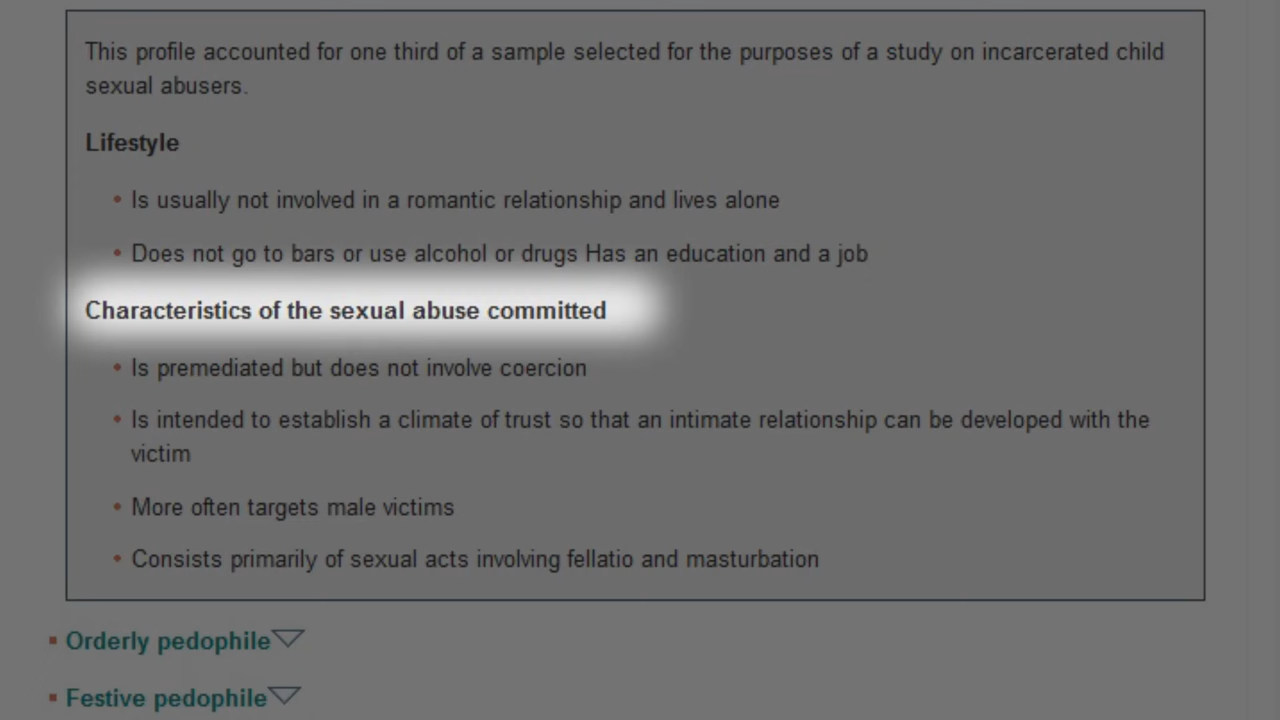 This profile accounted for one third of a sample selected for the purposes of a study on incarcerated child
sexual abusers.
Lifestyle
• Is usually not involved in a romantic relationship and lives alone
• Does not go to bars or use alcohol or drugs Has an education and a job
Characteristics of the sexual abuse committed
• Is premediated but does not involve coercion
• Is intended to establish a climate of trust so that an intimate relationship can be developed with the
victim
• More often targets male victims
• Consists primarily of sexual acts involving fellatio and masturbation
▪ Orderly pedophile
▪ Festive pedophile